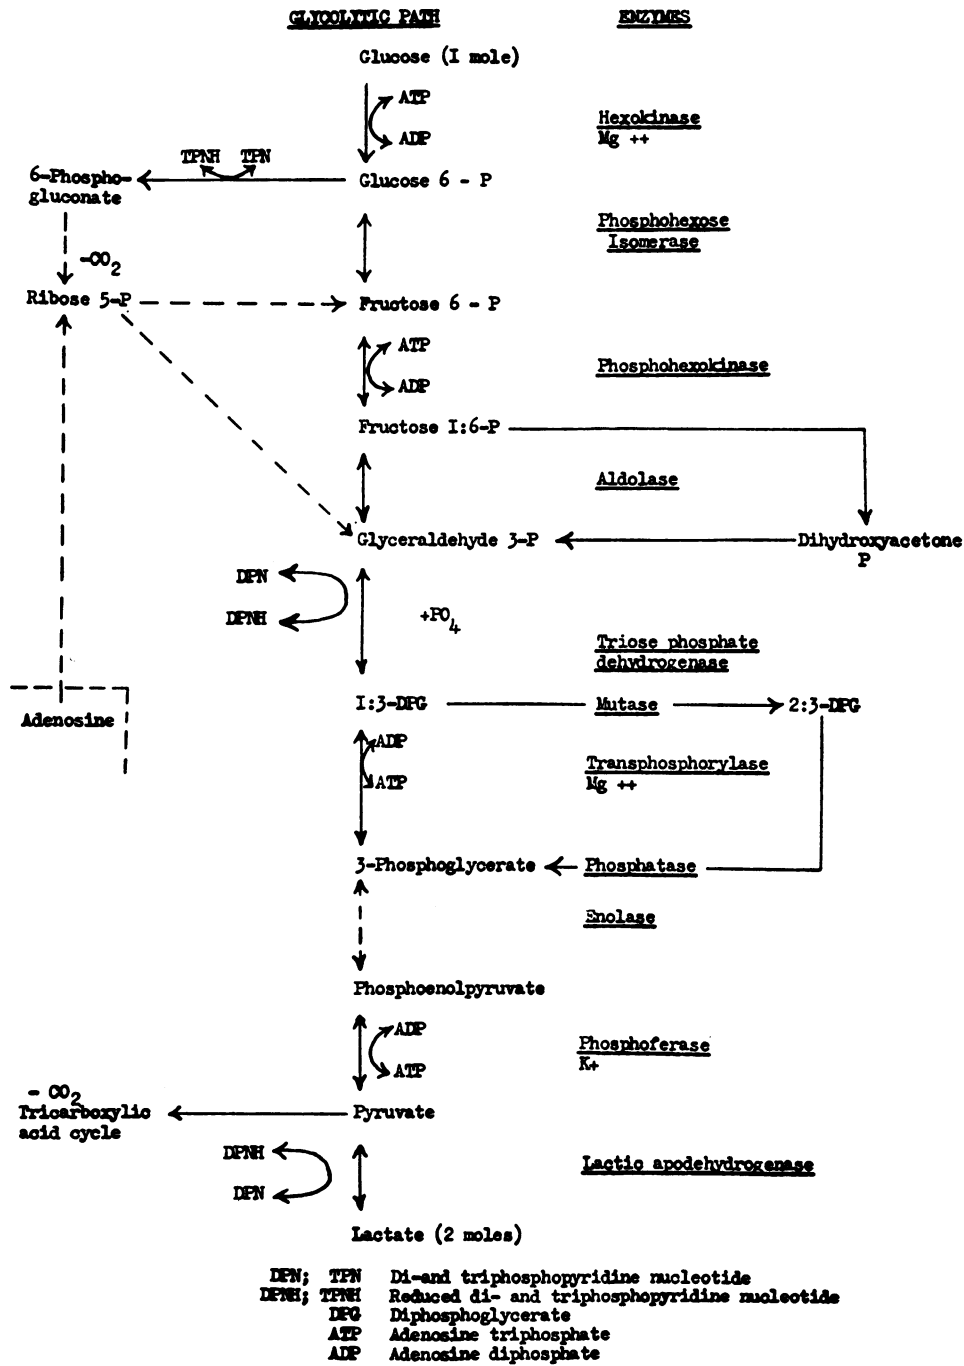 GLYCOLYTIC PATH ENZYMES
Glucose (I mole)
ATP
Hexokinase
ADP
Mg ++
TPNH TPN
6-Phospho-
gluconate
Glucose 6 - P
Phosphohexose
Isomerase
-CO2
Ribose 5-P
Fructose 6 - P
ATP
Phosphohexokinase
ADP
Fructose I:6-P
Aldolase
Glyceraldehyde 3-P
Dihydroxyacetone
P
DPN
DPNH
+PO4
Triose phosphate
dehydrogenase
I:3-DPG
Mutase
2:3-DPG
Adenosine
ADP
Transphosphorylase
ATP
Mg ++
3-Phosphoglycerate
Phosphatase
Enolase
Phosphoenolpyruvate
ADP
Phosphoferase
ATP
K+
- CO2
Tricarboxylic
acid cycle
Pyruvate
DPNH
Lactic apodehydrogenase
DPN
Lactate (2 moles)
DPN; TPN Di-and triphosphopyridine nucleotide
DPNH; TPNH Reduced di- and triphosphopyridine nucleotide
DPG Diphosphoglycerate
ATP Adenosine triphosphate
ADP Adenosine diphosphate